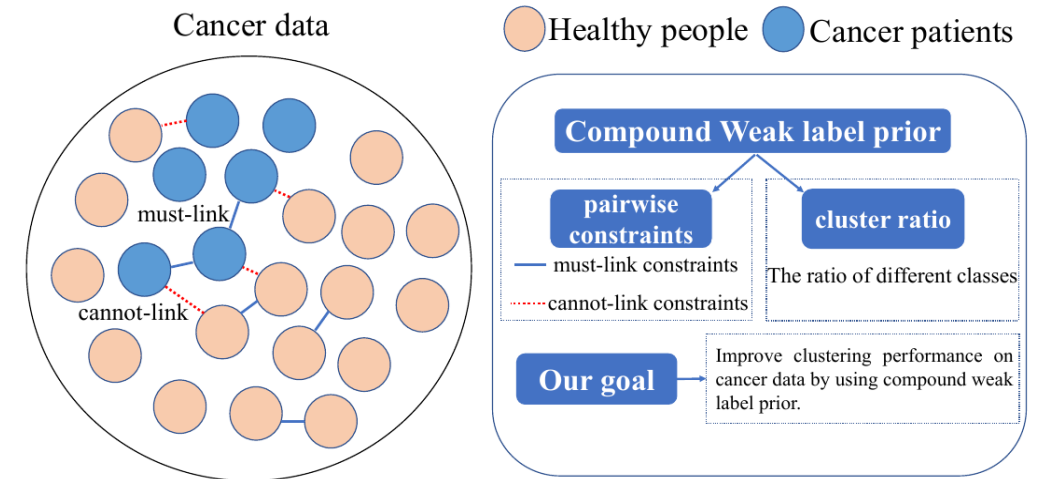 Cancer data
Healthy people
Cancer patients
must-link
cannot-link
Compound Weak label prior
pairwise
constraints
must-link constraints
cannot-link constraints
cluster ratio
The ratio of different classes
Our goal
Improve clustering performance on
cancer data by using compound weak
label prior.